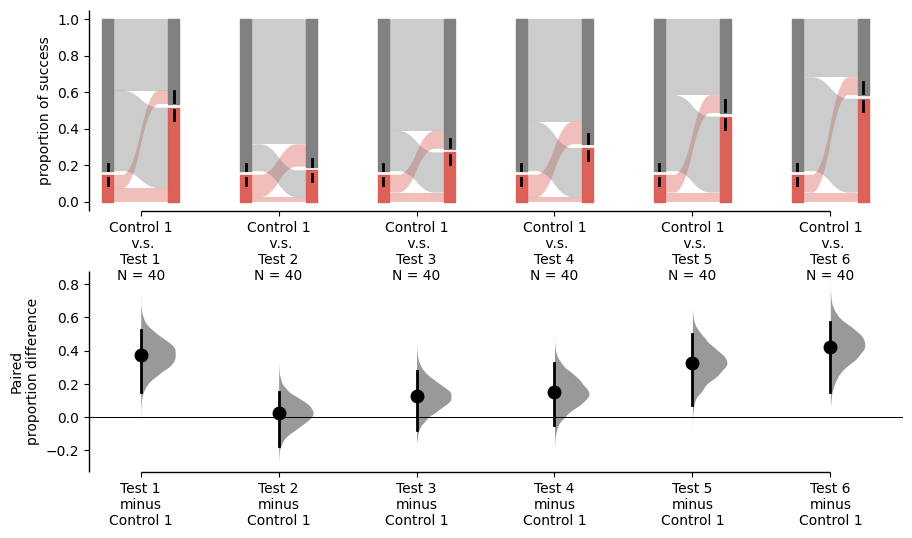 proportion of success
1.0
0.8
0.6
0.4
0.2
0.0
Control 1
v.s.
Test 1
N = 40
Control 1
v.s.
Test 2
N = 40
Control 1
v.s.
Test 3
N = 40
Control 1
v.s.
Test 4
N = 40
Control 1
v.s.
Test 5
N = 40
Control 1
v.s.
Test 6
N = 40
Paired
proportion difference
0.8
0.6
0.4
0.2
0.0
−0.2
Test 1
minus
Control 1
Test 2
minus
Control 1
Test 3
minus
Control 1
Test 4
minus
Control 1
Test 5
minus
Control 1
Test 6
minus
Control 1